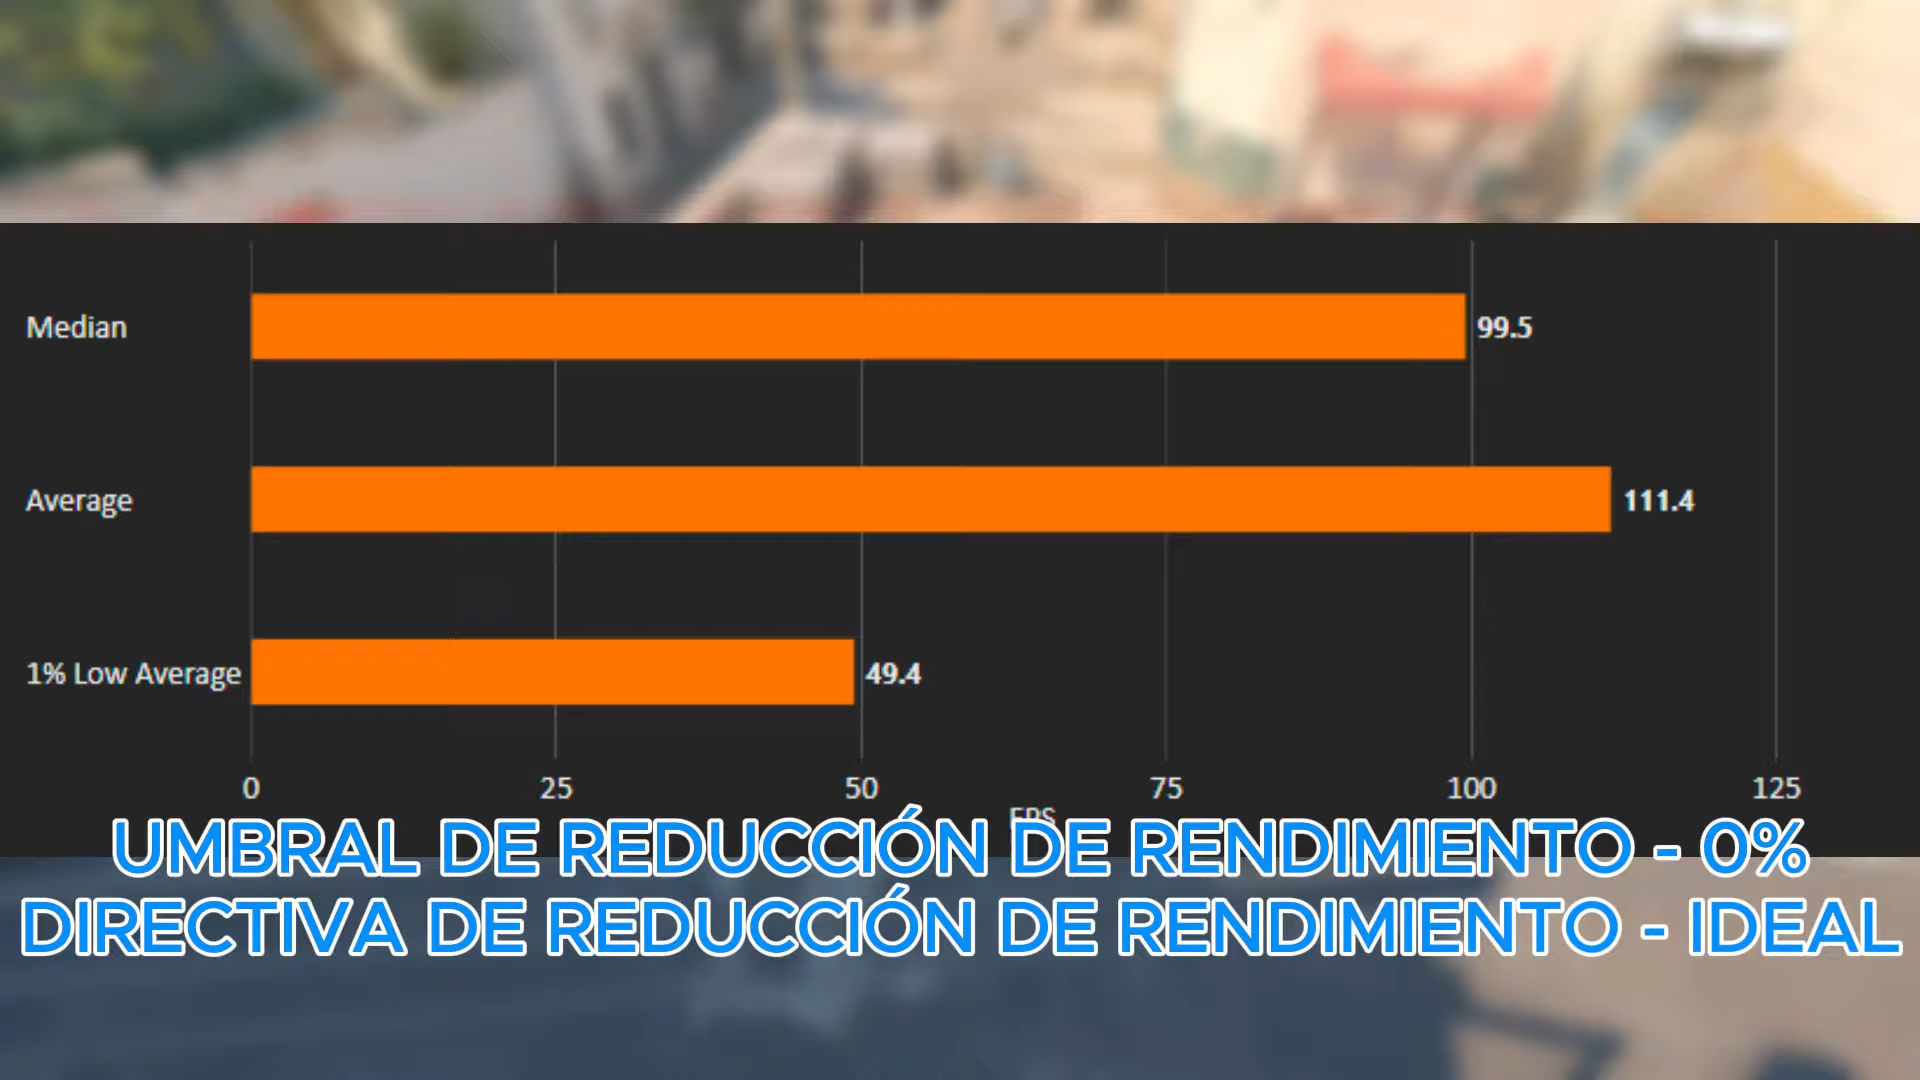 Median 99.5
Average 111.4
1% Low Average 49.4
0 25 50 75 100 125
FPS
UMBRAL DE REDUCCIÓN DE RENDIMIENTO - 0%
DIRECTIVA DE REDUCCIÓN DE RENDIMIENTO - IDEAL